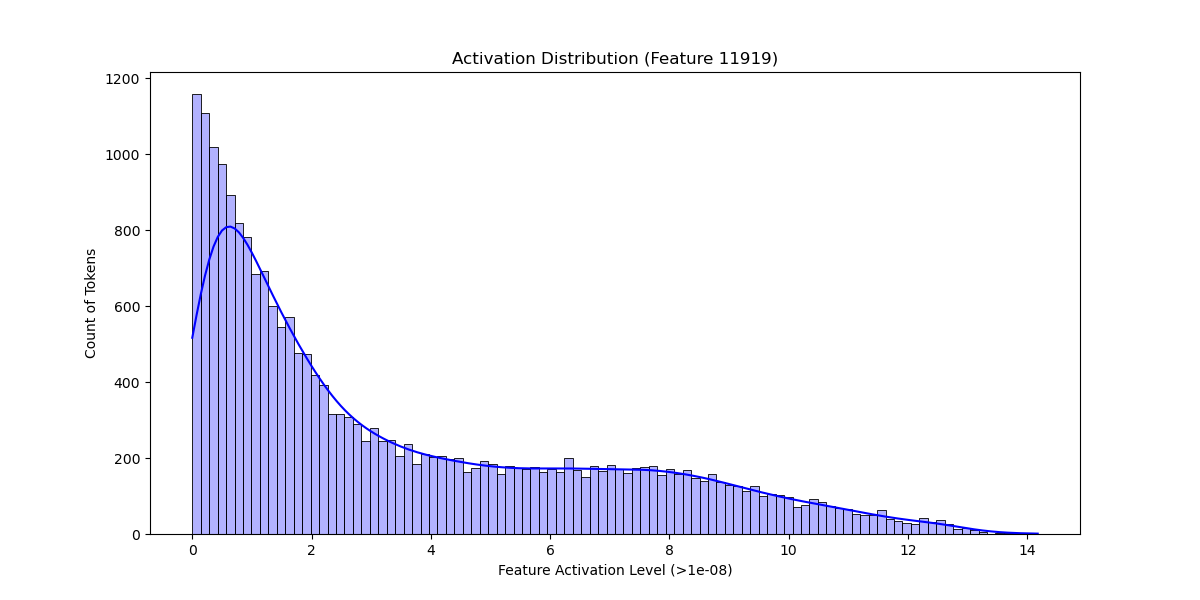 Activation Distribution (Feature 11919)
1200
1000
800
600
400
200
0
Count of Tokens
0 2 4 6 8 10 12 14
Feature Activation Level (>1e-08)